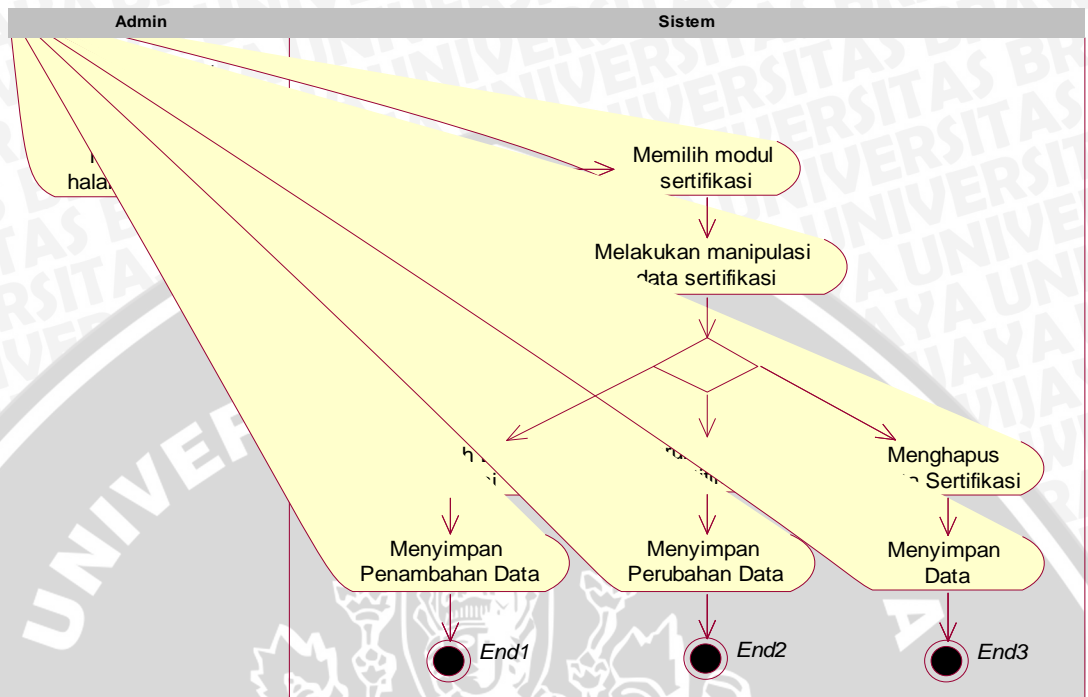 Admin
Sistem
Memilih modul
sertifikasi
Melakukan manipulasi
data sertifikasi
Menghapus
Sertifikasi
Menyimpan
Penambahan Data
Menyimpan
Perubahan Data
Menyimpan
Data
End1
End2
End3